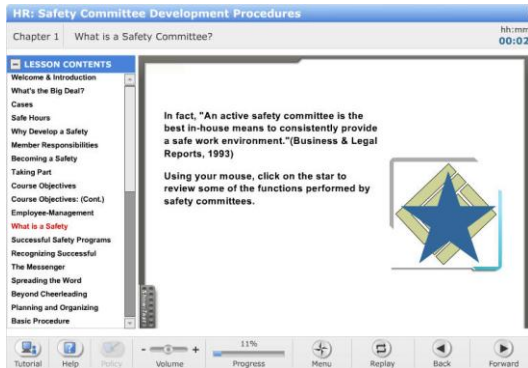 HR: Safety Committee Development Procedures
Chapter 1 What is a Safety Committee?
hh:mm
00:02
LESSON CONTENTS
Welcome & Introduction
What's the Big Deal?
Cases
Safe Hours
Why Develop a Safety
Member Responsibilities
Becoming a Safety
Taking Part
Course Objectives
Course Objectives: (Cont.)
Employee-Management
What is a Safety
Successful Safety Programs
Recognizing Successful
The Messenger
Spreading the Word
Beyond Cheerleading
Planning and Organizing
Basic Procedure
In fact, "An active safety committee is the
best in-house means to consistently provide
a safe work environment."(Business & Legal
Reports, 1993)
Using your mouse, click on the star to
review some of the functions performed by
safety committees.
- +
11%
Tutorial Help Policy Volume Progress Menu Replay Back Forward